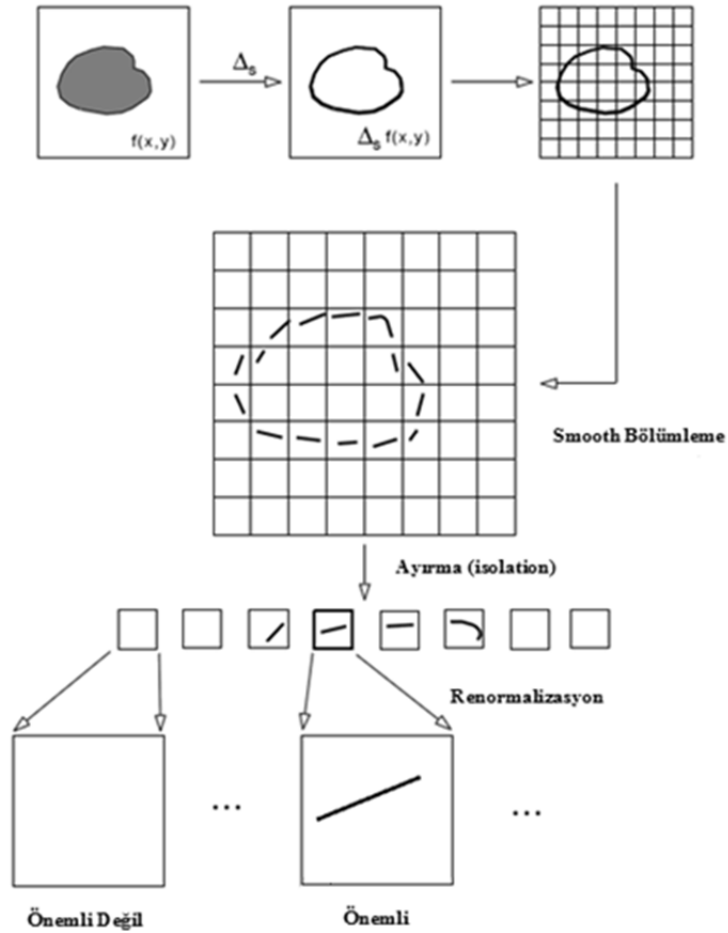 f(x,y)
Δs
Δs f(x,y)
Smooth Bölümleme
Ayırma (isolation)
Renormalizasyon
...
...
Önemli Değil
Önemli